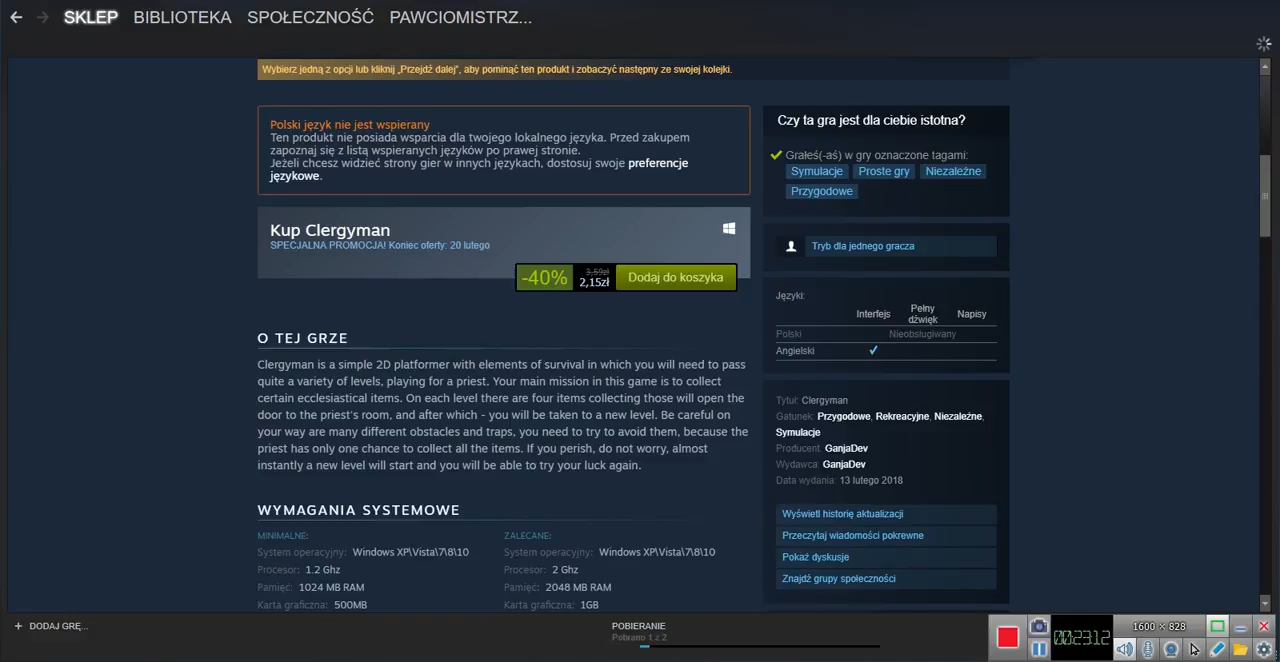 SKLEP BIBLIOTEKA SPOŁECZNOŚĆ PAWCIOMISTRZ...
Wybierz jedną z opcji lub kliknij „Przejdź dalej”, aby pominąć ten produkt i zobaczyć następny ze swojej kolejki.
Polski język nie jest wspierany
Ten produkt nie posiada wsparcia dla twojego lokalnego języka. Przed zakupem
zapoznaj się z listą wspieranych języków po prawej stronie.
Jeżeli chcesz widzieć strony gier w innych językach, dostosuj swoje preferencje
językowe.
Kup Clergyman
SPECJALNA PROMOCJA! Koniec oferty: 20 lutego
-40% 3,59zł 2,15zł Dodaj do koszyka
O TEJ GRZE
Clergyman is a simple 2D platformer with elements of survival in which you will need to pass
quite a variety of levels, playing for a priest. Your main mission in this game is to collect
certain ecclesiastical items. On each level there are four items collecting those will open the
door to the priest's room, and after which - you will be taken to a new level. Be careful on
your way are many different obstacles and traps, you need to try to avoid them, because the
priest has only one chance to collect all the items. If you perish, do not worry, almost
instantly a new level will start and you will be able to try your luck again.
WYMAGANIA SYSTEMOWE
MINIMALNE:
System operacyjny: Windows XP\Vista\7\8\10
Procesor: 1.2 Ghz
Pamięć: 1024 MB RAM
Karta graficzna: 500MB
ZALECANE:
System operacyjny: Windows XP\Vista\7\8\10
Procesor: 2 Ghz
Pamięć: 2048 MB RAM
Karta graficzna: 1GB
Czy ta gra jest dla ciebie istotna?
Grałeś(-aś) w gry oznaczone tagami:
Symulacje Proste gry Niezależne
Przygodowe
Tryb dla jednego gracza
Języki:
Interfejs Pełny dźwięk Napisy
Polski Nieobsługiwany
Angielski ✓
Tytuł: Clergyman
Gatunek: Przygodowe, Rekreacyjne, Niezależne,
Symulacje
Producent: GanjaDev
Wydawca: GanjaDev
Data wydania: 13 lutego 2018
Wyświetl historię aktualizacji
Przeczytaj wiadomości pokrewne
Pokaż dyskusje
Znajdź grupy społeczności
+ DODAJ GRĘ...
POBIERANIE
Pobrano 1 z 2
00:23:12
1600 × 828